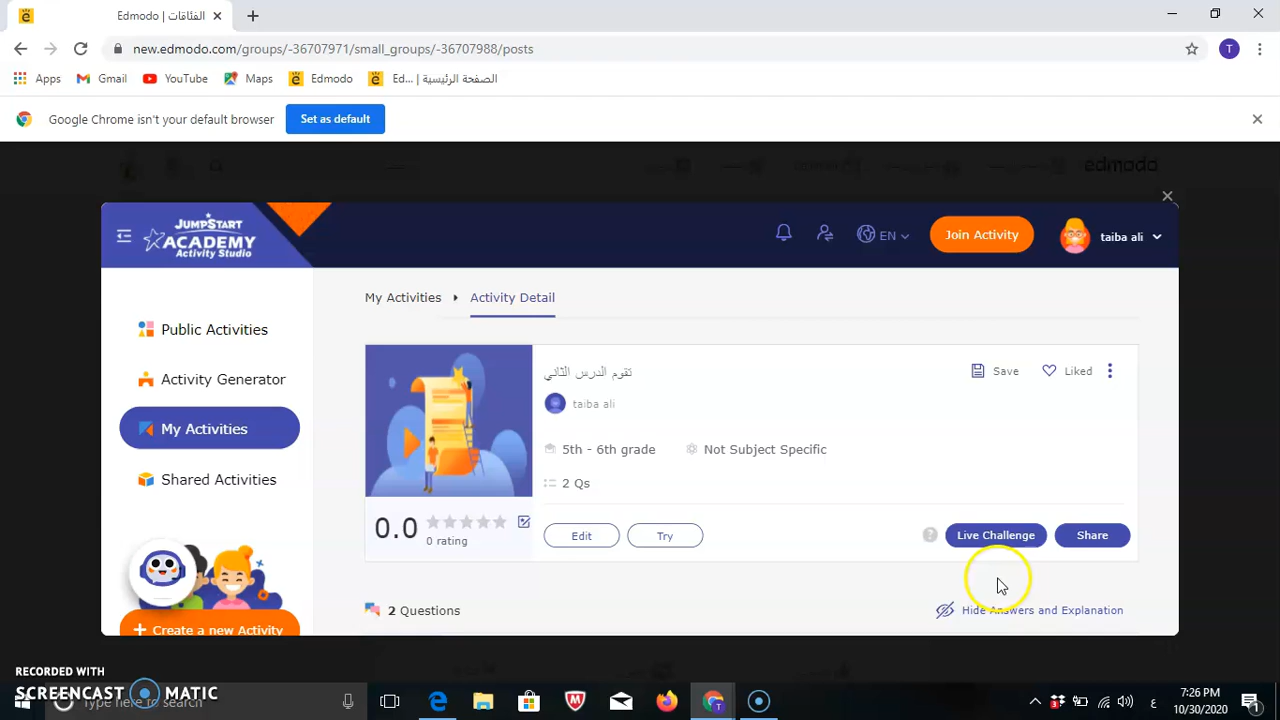 Edmodo | الفئاقات
new.edmodo.com/groups/-36707971/small_groups/-36707988/posts
T
Apps
Gmail
YouTube
Maps
Edmodo
Ed... | الصفحة الرئيسية
Google Chrome isn't your default browser
Set as default
edmodo
JUMPSTART
ACADEMY
Activity Studio
EN
Join Activity
taiba ali
Public Activities
Activity Generator
My Activities
Shared Activities
+ Create a new Activity
My Activities
Activity Detail
تقوم الدرس الثاني
taiba ali
Save
Liked
5th - 6th grade
Not Subject Specific
2 Qs
0.0
0 rating
Edit
Try
?
Live Challenge
Share
2 Questions
Hide Answers and Explanation
RECORDED WITH
SCREENCAST MATIC
Type here to search
ع
7:26 PM
10/30/2020